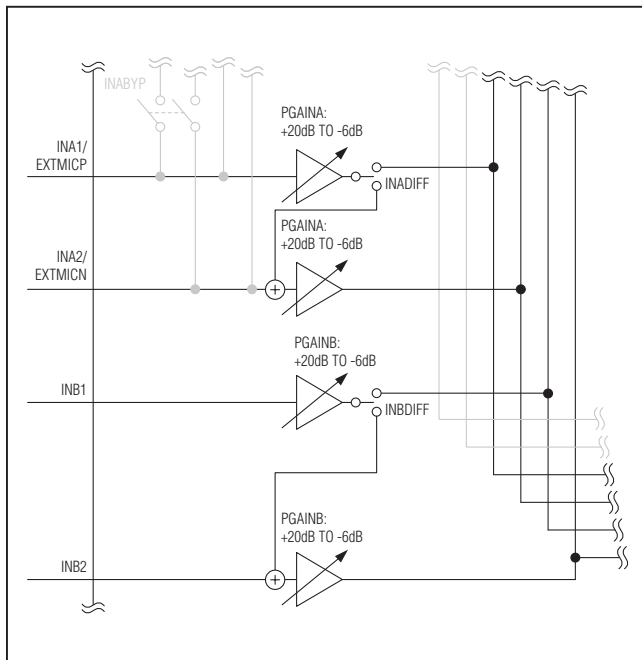 INABYP
PGAINA:
+20dB TO -6dB
INA1/
EXTMICP
INADIFF
PGAINA:
+20dB TO -6dB
INA2/
EXTMICN
+
PGAINB:
+20dB TO -6dB
INB1
INBDIFF
PGAINB:
+20dB TO -6dB
INB2
+